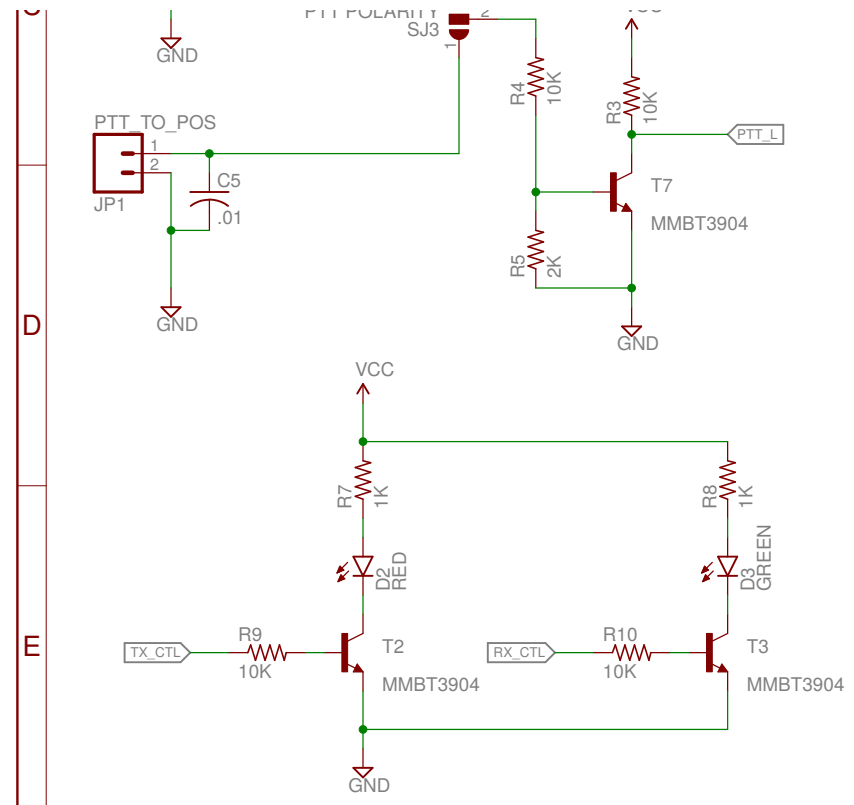 PTT POLARITY
SJ3
2
1
GND
R4
10K
R3
10K
PTT_L
PTT_TO_POS
1
2
JP1
C5
.01
T7
MMBT3904
R5
2K
D
GND
GND
VCC
R7
1K
R8
1K
D2
RED
D3
GREEN
E
TX_CTL
R9
10K
T2
MMBT3904
RX_CTL
R10
10K
T3
MMBT3904
GND